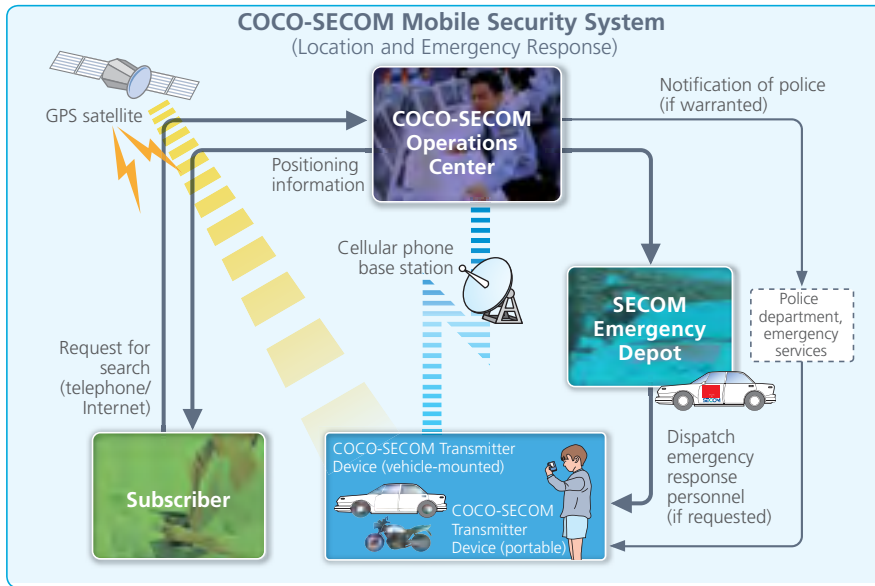 COCO-SECOM Mobile Security System
(Location and Emergency Response)
GPS satellite
COCO-SECOM
Operations
Center
Notification of police
(if warranted)
Positioning
information
Cellular phone
base station
SECOM
Emergency
Depot
Police
department,
emergency
services
Request for
search
(telephone/
Internet)
SECOM
Subscriber
COCO-SECOM Transmitter
Device (vehicle-mounted)
COCO-SECOM
Transmitter
Device (portable)
Dispatch
emergency
response
personnel
(if requested)